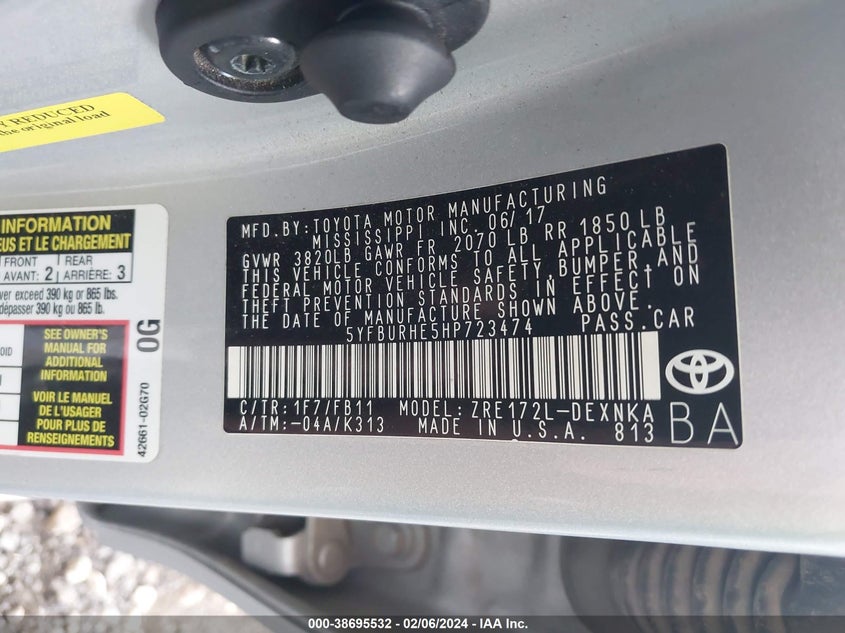 Y REDUCED
the original load
INFORMATION
EUS ET LE CHARGEMENT
FRONT
AVANT: 2
REAR
ARRIÈRE: 3
ver exceed 390 kg or 865 lbs.
dépasser 390 kg ou 865 lb.
SEE OWNER'S
MANUAL FOR
ADDITIONAL
INFORMATION
VOIR LE MANUEL
DE L'USAGER
POUR PLUS DE
RENSEIGNEMENTS
0G
42661-02G70
MFD.BY:TOYOTA MOTOR MANUFACTURING
MISSISSIPPI INC.06/17
GVWR 3820LB GAWR FR 2070 LB RR 1850 LB
THIS VEHICLE CONFORMS TO ALL APPLICABLE
FEDERAL MOTOR VEHICLE SAFETY,BUMPER,AND
THEFT PREVENTION STANDARDS IN EFFECT ON
THE DATE OF MANUFACTURE SHOWN ABOVE.
5YFBURHE5HP723474 PASS.CAR
C/TR:1F7/FB11 MODEL:ZRE172L-DEXNKA
A/TM:-04A/K313 MADE IN U.S.A. 813
BA
000-38695532 - 02/06/2024 - IAA Inc.